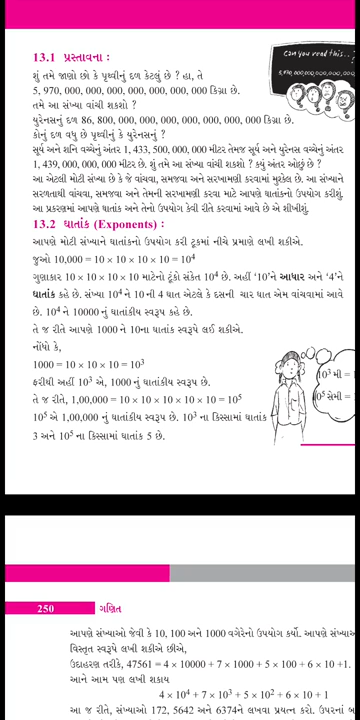 13.1 પ્રસ્તાવના :
Can you read this..?
શું તમે જાણો છો કે પૃથ્વીનું દળ કેટલું છે ? હા, તે
5, 970, 000, 000, 000, 000, 000, 000, 000 કિગ્રા છે.
તમે આ સંખ્યા વાંચી શકશો ?
યુરેનસનું દળ 86, 800, 000, 000, 000, 000, 000, 000, 000 કિગ્રા છે.
કોનું દળ વધુ છે પૃથ્વીનું કે યુરેનસનું ?
સૂર્ય અને શનિ વચ્ચેનું અંતર 1, 433, 500, 000, 000 મીટર તેમજ સૂર્ય અને યુરેનસ વચ્ચેનું અંતર
1, 439, 000, 000, 000 મીટર છે. શું તમે આ સંખ્યા વાંચી શકશો ? કયું અંતર ઓછું છે ?
આ એટલી મોટી સંખ્યા છે કે જે વાંચવા, સમજવા અને સરખામણી કરવામાં મુશ્કેલ છે. આ સંખ્યાને
સરળતાથી વાંચવા, સમજવા અને તેમની સરખામણી કરવા માટે આપણે ઘાતાંકનો ઉપયોગ કરીશું.
આ પ્રકરણમાં આપણે ઘાતાંક અને તેનો ઉપયોગ કેવી રીતે કરવામાં આવે છે એ શીખીશું.
13.2 ઘાતાંક (Exponents) :
આપણે મોટી સંખ્યાને ઘાતાંકનો ઉપયોગ કરી ટૂંકમાં નીચે પ્રમાણે લખી શકીએ.
જુઓ 10,000 = 10 × 10 × 10 × 10 = 10⁴
ગુણાકાર 10 × 10 × 10 × 10 માટેનો ટૂંકો સંકેત 10⁴ છે. અહીં ‘10’ને આધાર અને ‘4’ને
ઘાતાંક કહે છે. સંખ્યા 10⁴ ને 10 ની 4 ઘાત એટલે કે દસની ચાર ઘાત એમ વાંચવામાં આવે
છે. 10⁴ ને 10000 નું ઘાતાંકીય સ્વરૂપ કહે છે.
તે જ રીતે આપણે 1000 ને 10ના ઘાતાંક સ્વરૂપે લઈ શકીએ.
નોંધો કે,
1000 = 10 × 10 × 10 = 10³
ફરીથી અહીં 10³ એ, 1000 નું ઘાતાંકીય સ્વરૂપ છે.
તે જ રીતે, 1,00,000 = 10 × 10 × 10 × 10 × 10 = 10⁵
10⁵ એ 1,00,000 નું ઘાતાંકીય સ્વરૂપ છે. 10³ ના કિસ્સામાં ઘાતાંક
3 અને 10⁵ ના કિસ્સામાં ઘાતાંક 5 છે.
10³ મી =
10⁵ સેમી =
250 ગણિત
આપણે સંખ્યાઓ જેવી કે 10, 100 અને 1000 વગેરેનો ઉપયોગ કર્યો. આપણે સંખ્યા
વિસ્તૃત સ્વરૂપે લખી શકીએ છીએ,
ઉદાહરણ તરીકે, 47561 = 4 × 10000 + 7 × 1000 + 5 × 100 + 6 × 10 +1.
આને આમ પણ લખી શકાય
4 × 10⁴ + 7 × 10³ + 5 × 10² + 6 × 10 + 1
આ જ રીતે, સંખ્યાઓ 172, 5642 અને 6374ને લખવા પ્રયત્ન કરો. ઉપરનાં